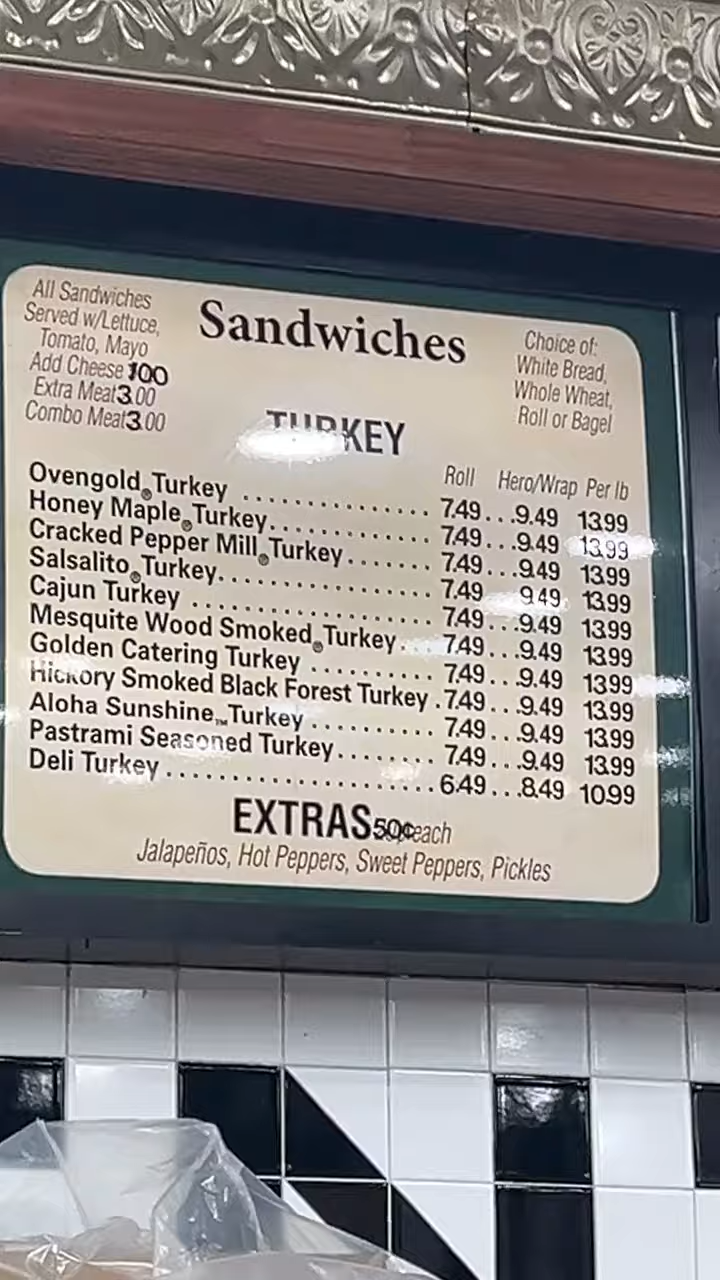 All Sandwiches
Served w/Lettuce,
Tomato, Mayo
Add Cheese 1.00
Extra Meat 3.00
Combo Meat 3.00
Sandwiches
Choice of:
White Bread,
Whole Wheat,
Roll or Bagel
TURKEY
Roll Hero/Wrap Per lb
Ovengold® Turkey .................. 7.49...9.49 13.99
Honey Maple® Turkey............... 7.49...9.49 13.99
Cracked Pepper Mill® Turkey....... 7.49...9.49 13.99
Salsalito® Turkey.................. 7.49 9.49 13.99
Cajun Turkey ...................... 7.49...9.49 13.99
Mesquite Wood Smoked® Turkey... 7.49...9.49 13.99
Golden Catering Turkey .......... 7.49...9.49 13.99
Hickory Smoked Black Forest Turkey .7.49...9.49 13.99
Aloha Sunshine™ Turkey .......... 7.49...9.49 13.99
Pastrami Seasoned Turkey........ 7.49...9.49 13.99
Deli Turkey ....................... 6.49...8.49 10.99
EXTRAS 50¢ each
Jalapeños, Hot Peppers, Sweet Peppers, Pickles